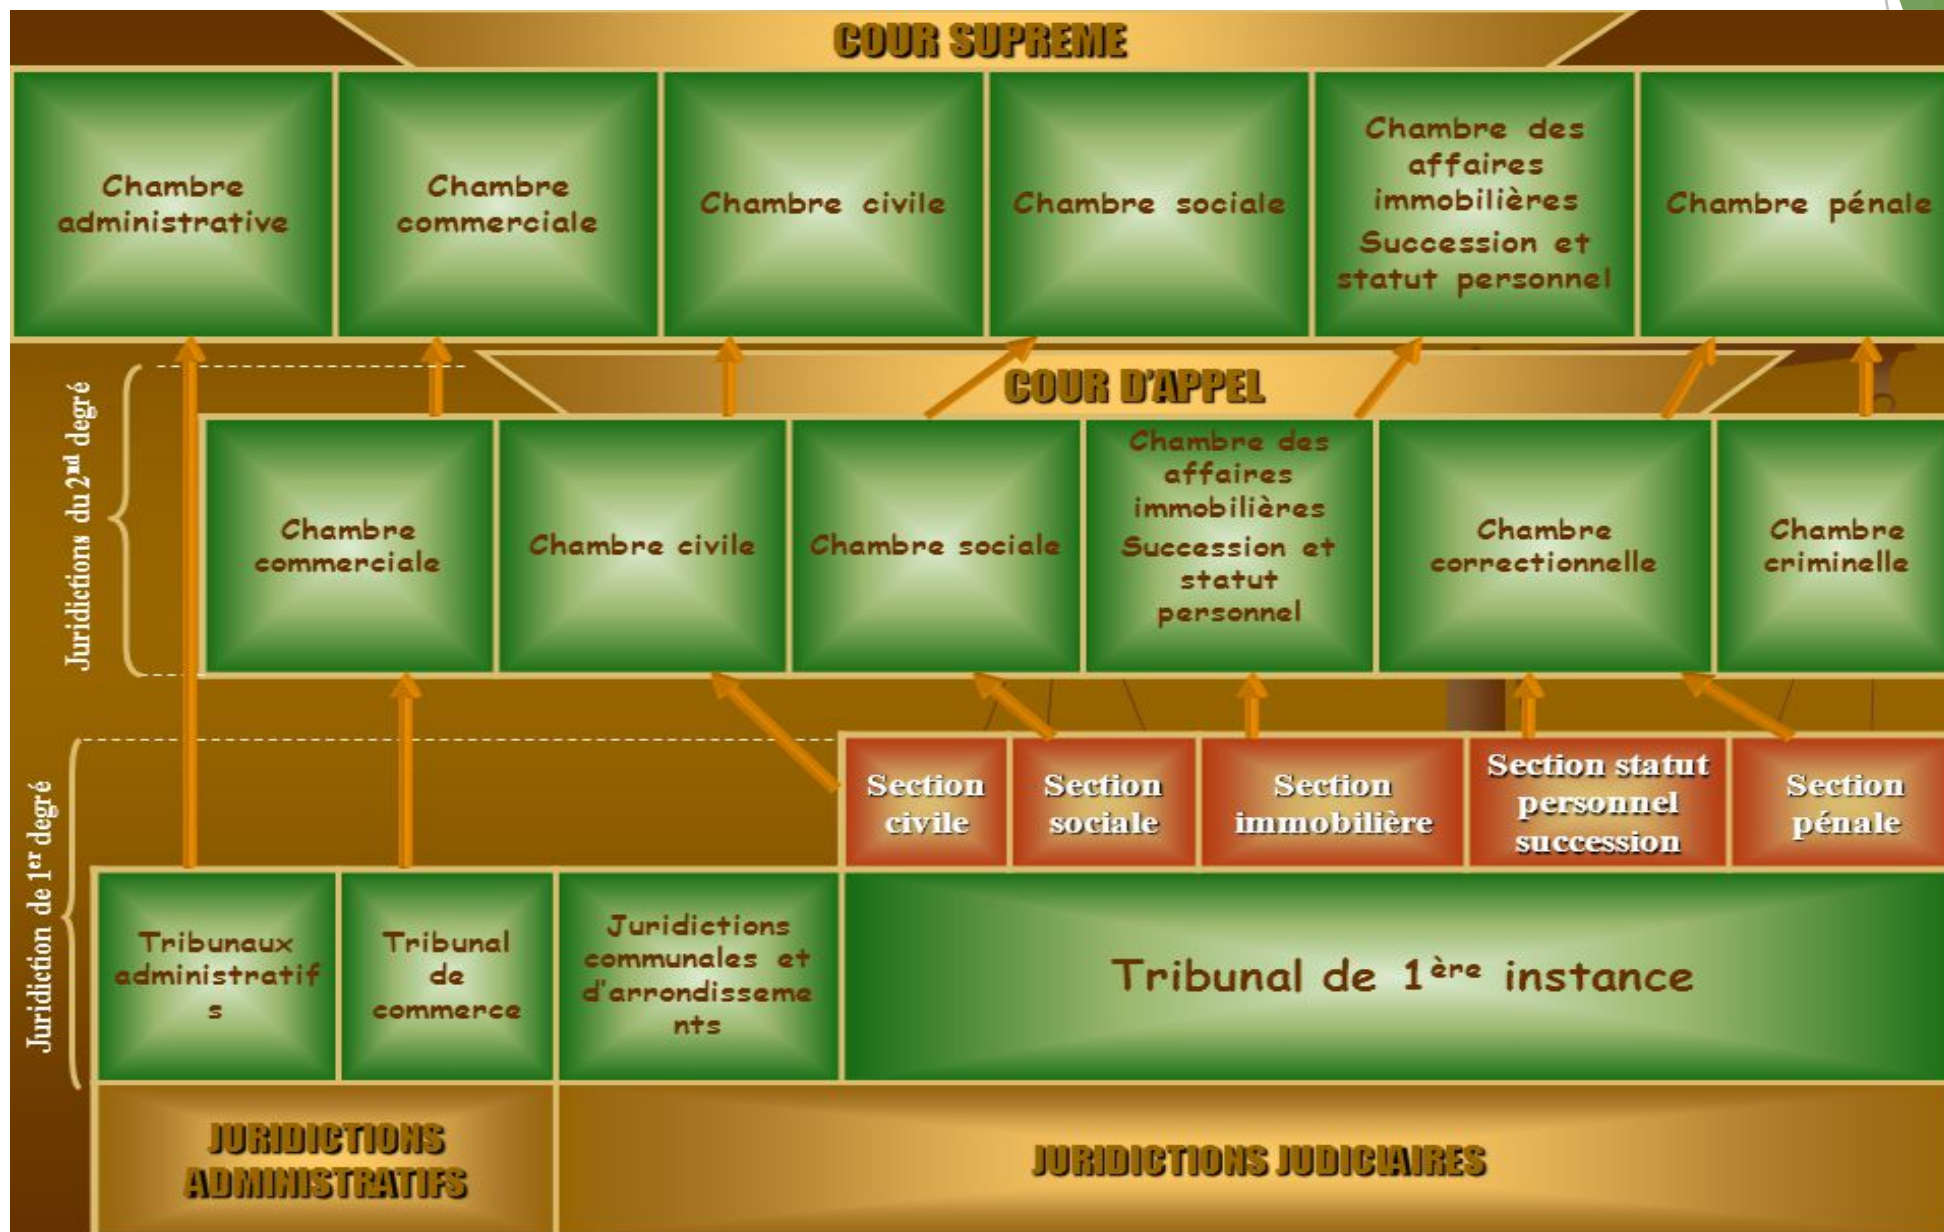 COUR SUPREME
Chambre
administrative
Chambre
commerciale
Chambre civile
Chambre sociale
Chambre des
affaires
immobilières
Succession et
statut personnel
Chambre pénale
Juridictions du 2nd degré
COUR D'APPEL
Chambre
commerciale
Chambre civile
Chambre sociale
Chambre des
affaires
immobilières
Succession et
statut
personnel
Chambre
correctionnelle
Chambre
criminelle
Juridiction de 1er degré
Section
civile
Section
sociale
Section
immobilière
Section statut
personnel
succession
Section
pénale
Tribunaux
administratif
s
Tribunal
de
commerce
Juridictions
communales et
d'arrondisseme
nts
Tribunal de 1ère instance
JURIDICTIONS
ADMINISTRATIFS
JURIDICTIONS JUDICIAIRES